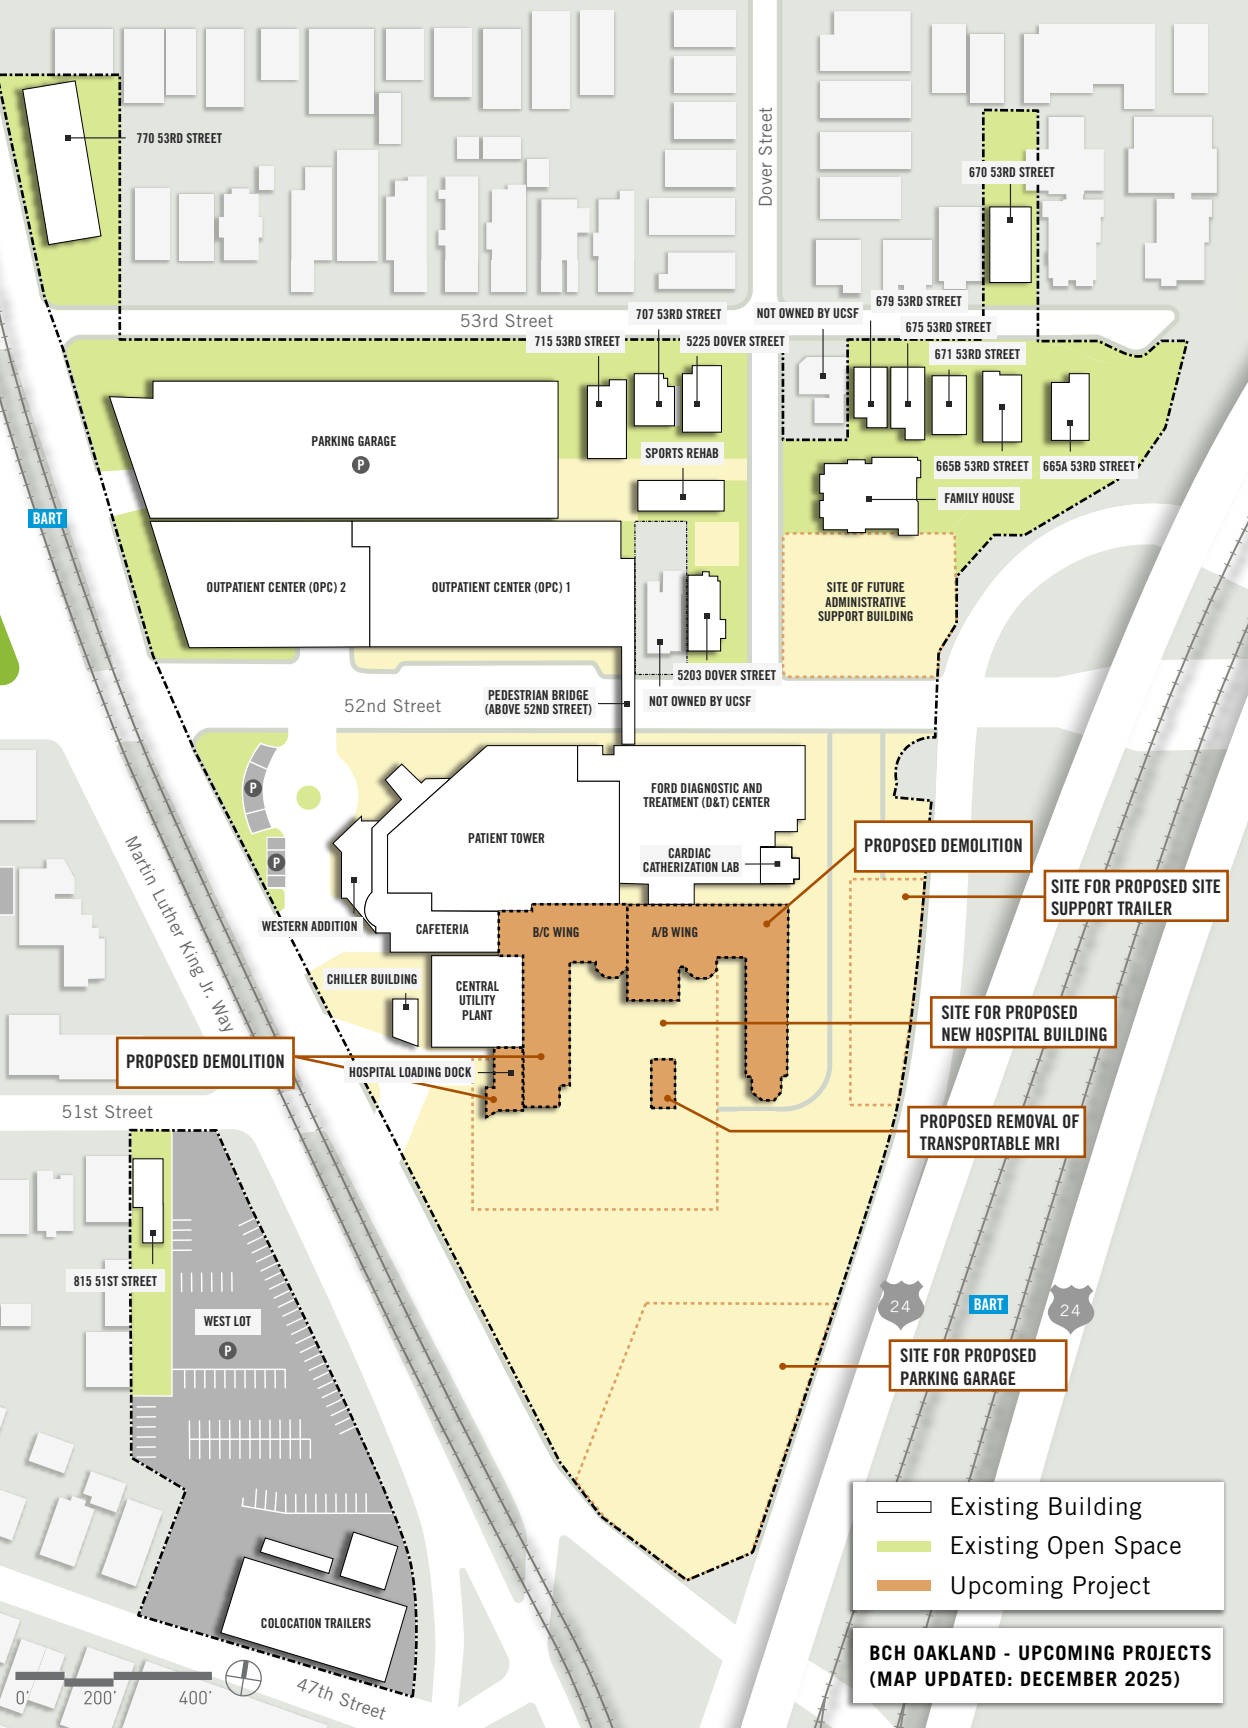 Dover Street
770 53RD STREET
670 53RD STREET
679 53RD STREET
707 53RD STREET
NOT OWNED BY UCSF
53rd Street
675 53RD STREET
715 53RD STREET
5225 DOVER STREET
671 53RD STREET
PARKING GARAGE
P
SPORTS REHAB
665B 53RD STREET
665A 53RD STREET
FAMILY HOUSE
BART
OUTPATIENT CENTER (OPC) 2
OUTPATIENT CENTER (OPC) 1
SITE OF FUTURE
ADMINISTRATIVE
SUPPORT BUILDING
5203 DOVER STREET
PEDESTRIAN BRIDGE
(ABOVE 52ND STREET)
NOT OWNED BY UCSF
52nd Street
P
FORD DIAGNOSTIC AND
TREATMENT (D&T) CENTER
PATIENT TOWER
PROPOSED DEMOLITION
P
CARDIAC
CATHERIZATION LAB
SITE FOR PROPOSED SITE
SUPPORT TRAILER
WESTERN ADDITION
CAFETERIA
B/C WING
A/B WING
Martin Luther King Jr. Way
CHILLER BUILDING
CENTRAL
UTILITY
PLANT
SITE FOR PROPOSED
NEW HOSPITAL BUILDING
PROPOSED DEMOLITION
HOSPITAL LOADING DOCK
51st Street
PROPOSED REMOVAL OF
TRANSPORTABLE MRI
815 51ST STREET
WEST LOT
P
24
BART
24
SITE FOR PROPOSED
PARKING GARAGE
Existing Building
Existing Open Space
Upcoming Project
COLOCATION TRAILERS
BCH OAKLAND - UPCOMING PROJECTS
(MAP UPDATED: DECEMBER 2025)
0' 200' 400'
47th Street